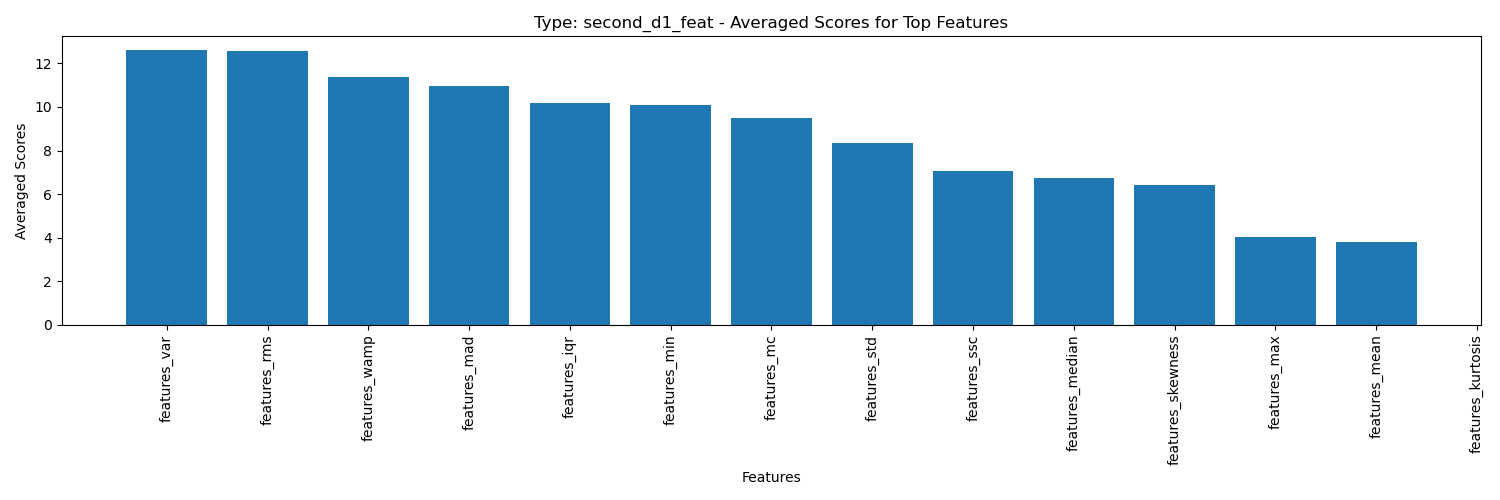 Type: second_d1_feat - Averaged Scores for Top Features
Averaged Scores
12
10
8
6
4
2
0
features_var
features_rms
features_wamp
features_mad
features_iqr
features_min
features_mc
features_std
features_ssc
features_median
features_skewness
features_max
features_mean
features_kurtosis
Features